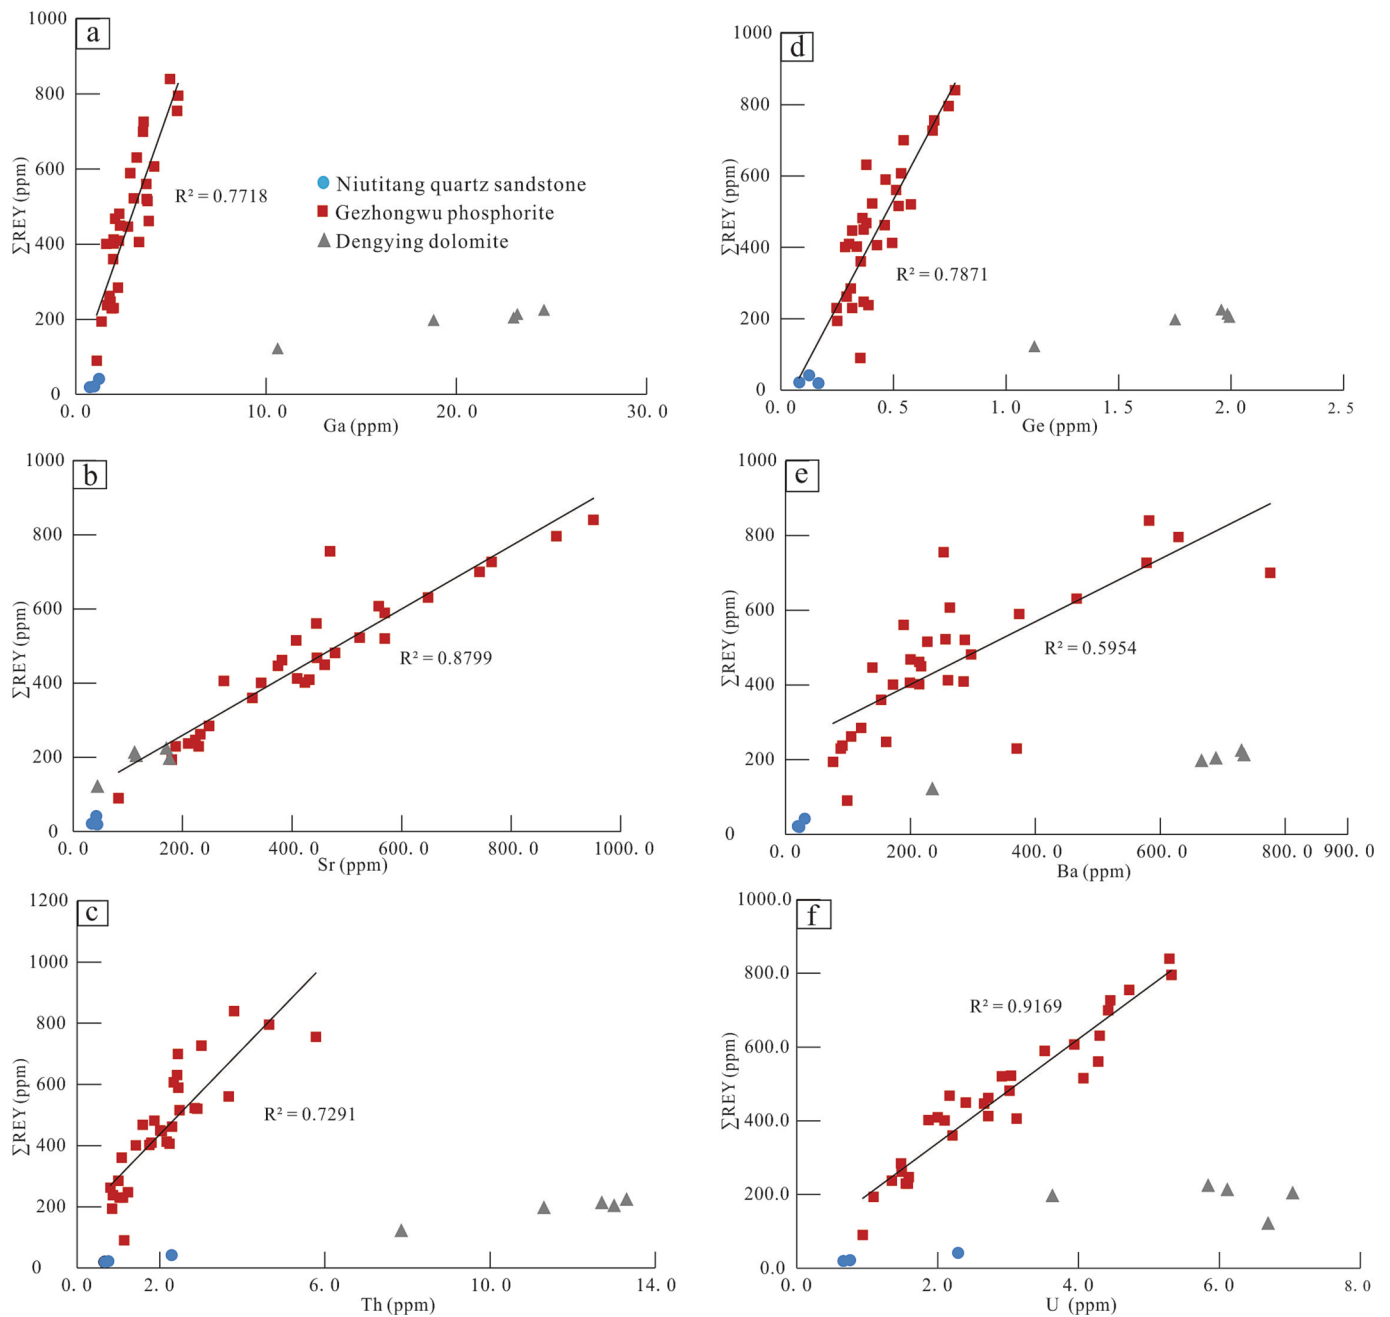 a
1000
800
600
400
200
0
∑REY (ppm)
R² = 0.7718
Niutitang quartz sandstone
Gezhongwu phosphorite
Dengying dolomite
0.0
10.0
20.0
30.0
Ga (ppm)
d
1000
800
600
400
200
0
∑REY (ppm)
R² = 0.7871
0.0
0.5
1.0
1.5
2.0
2.5
Ge (ppm)
b
1000
800
600
400
200
0
∑REY (ppm)
R² = 0.8799
0.0
200.0
400.0
600.0
800.0
1000.0
Sr (ppm)
e
1000
800
600
400
200
0
∑REY (ppm)
R² = 0.5954
0.0
200.0
400.0
600.0
800.0
900.0
Ba (ppm)
c
1200
1000
800
600
400
200
0
∑REY (ppm)
R² = 0.7291
0.0
2.0
6.0
10.0
14.0
Th (ppm)
f
1000.0
800.0
600.0
400.0
200.0
0.0
∑REY (ppm)
R² = 0.9169
0.0
2.0
4.0
6.0
8.0
U (ppm)